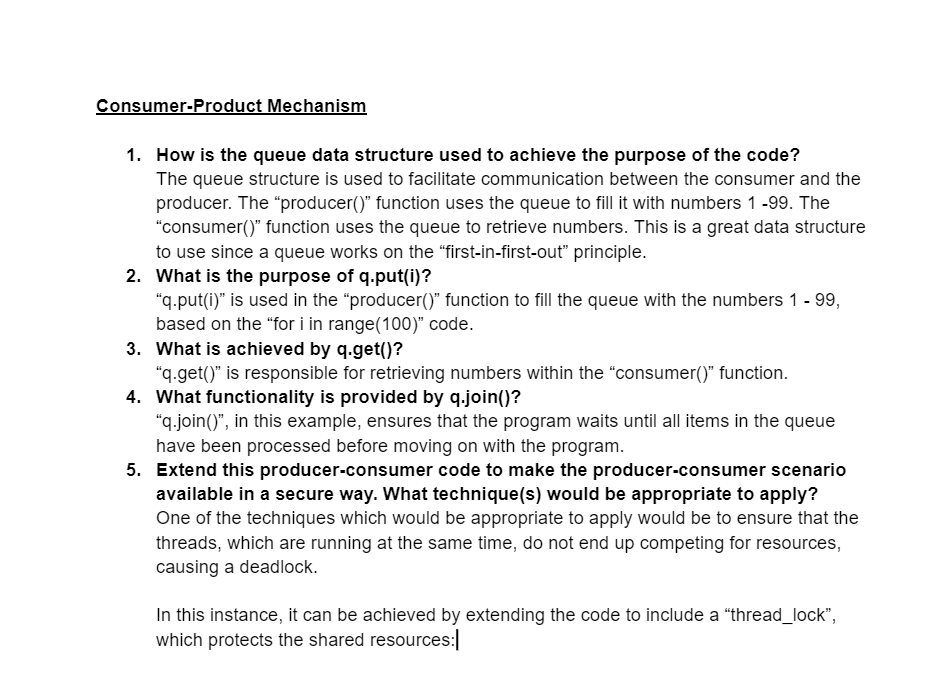 Consumer-Product Mechanism
1. How is the queue data structure used to achieve the purpose of the code?
The queue structure is used to facilitate communication between the consumer and the
producer. The “producer()” function uses the queue to fill it with numbers 1 -99. The
“consumer()” function uses the queue to retrieve numbers. This is a great data structure
to use since a queue works on the “first-in-first-out” principle.
2. What is the purpose of q.put(i)?
“q.put(i)” is used in the “producer()” function to fill the queue with the numbers 1 - 99,
based on the “for i in range(100)” code.
3. What is achieved by q.get()?
“q.get()” is responsible for retrieving numbers within the “consumer()” function.
4. What functionality is provided by q.join()?
“q.join()”, in this example, ensures that the program waits until all items in the queue
have been processed before moving on with the program.
5. Extend this producer-consumer code to make the producer-consumer scenario
available in a secure way. What technique(s) would be appropriate to apply?
One of the techniques which would be appropriate to apply would be to ensure that the
threads, which are running at the same time, do not end up competing for resources,
causing a deadlock.
In this instance, it can be achieved by extending the code to include a “thread_lock”,
which protects the shared resources: